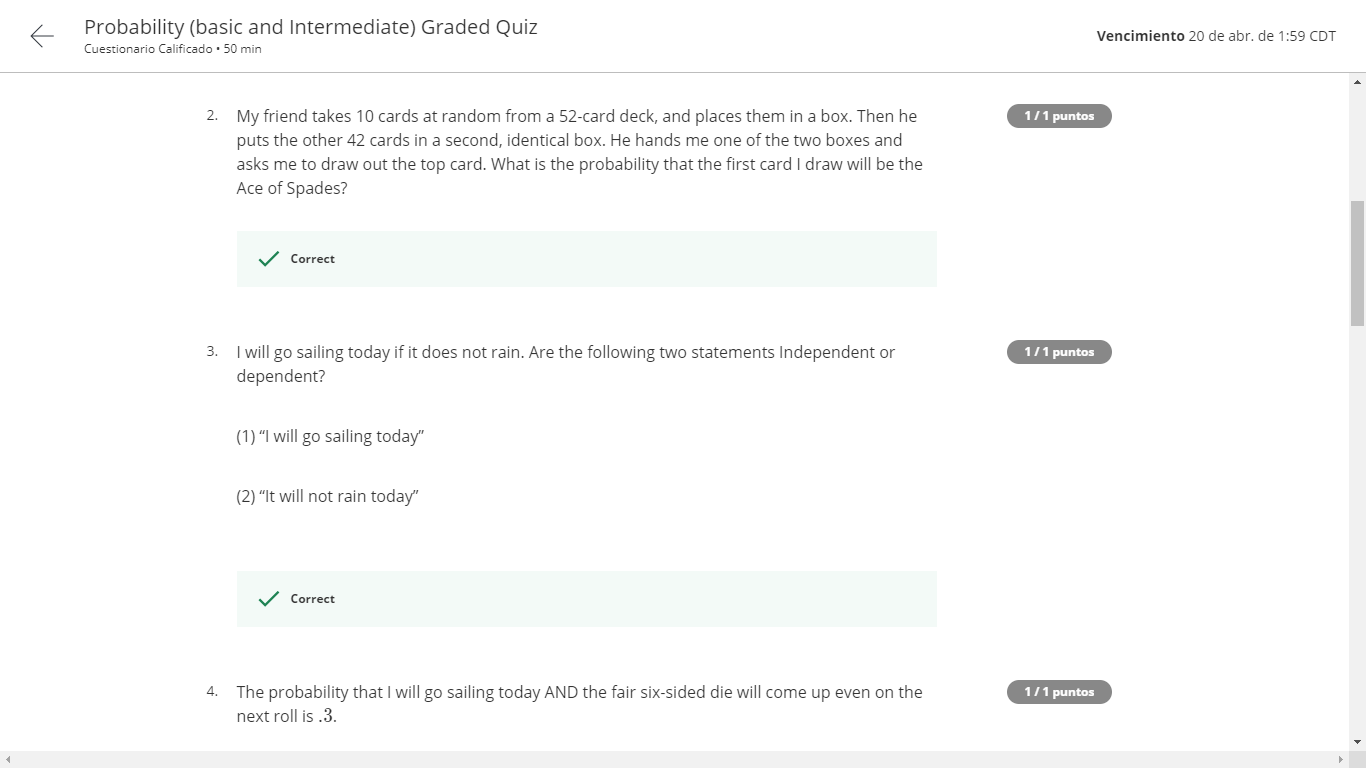 Probability (basic and Intermediate) Graded Quiz
Cuestionario Calificado • 50 min
Vencimiento 20 de abr. de 1:59 CDT
2. My friend takes 10 cards at random from a 52-card deck, and places them in a box. Then he
puts the other 42 cards in a second, identical box. He hands me one of the two boxes and
asks me to draw out the top card. What is the probability that the first card I draw will be the
Ace of Spades?
1 / 1 puntos
Correct
3. I will go sailing today if it does not rain. Are the following two statements Independent or
dependent?
1 / 1 puntos
(1) “I will go sailing today”
(2) “It will not rain today”
Correct
4. The probability that I will go sailing today AND the fair six-sided die will come up even on the
next roll is .3.
1 / 1 puntos